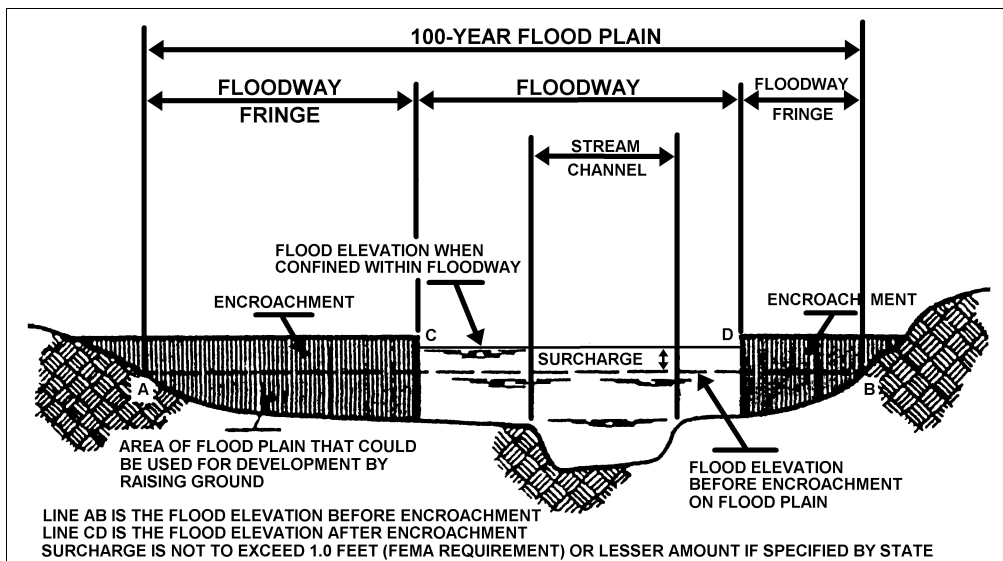 100-YEAR FLOOD PLAIN
FLOODWAY
FRINGE
FLOODWAY
FLOODWAY
FRINGE
STREAM
CHANNEL
FLOOD ELEVATION WHEN
CONFINED WITHIN FLOODWAY
ENCROACHMENT
ENCROACH MENT
C
D
SURCHARGE
A
B
AREA OF FLOOD PLAIN THAT COULD
BE USED FOR DEVELOPMENT BY
RAISING GROUND
FLOOD ELEVATION
BEFORE ENCROACHMENT
ON FLOOD PLAIN
LINE AB IS THE FLOOD ELEVATION BEFORE ENCROACHMENT
LINE CD IS THE FLOOD ELEVATION AFTER ENCROACHMENT
SURCHARGE IS NOT TO EXCEED 1.0 FEET (FEMA REQUIREMENT) OR LESSER AMOUNT IF SPECIFIED BY STATE